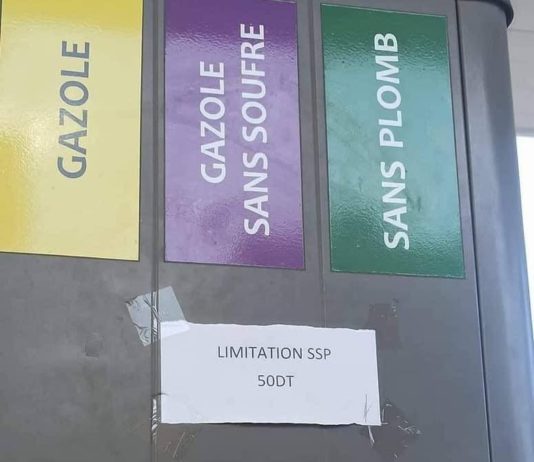 GAZOLE
GAZOLE
SANS SOUFRE
SANS PLOMB
LIMITATION SSP
50DT